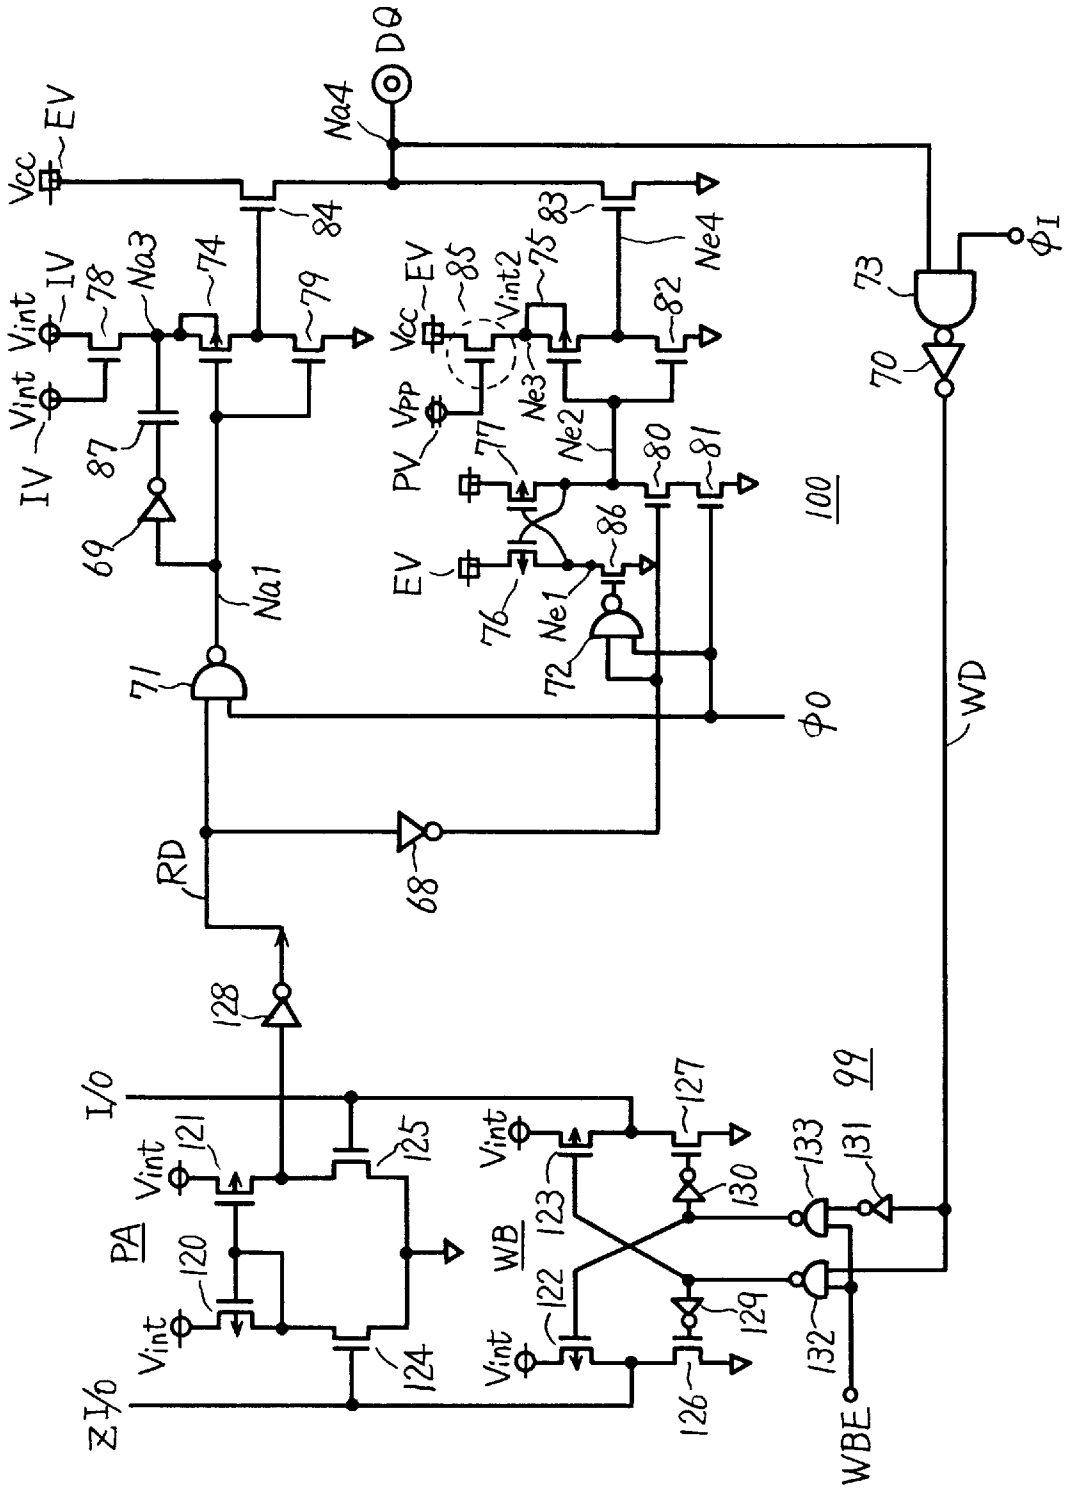 ZI/O
I/O
PA
Vint
Vint
120
121
124
125
128
RD
WB
Vint
Vint
122
123
126
127
129
130
131
132
133
WBE
99
WD
68
71
Na1
69
87
IV
Vint
Vint
IV
78
Na3
74
79
Vcc
EV
84
Na4
DQ
83
Ne4
EV
76
77
PV
VPP
Vcc
EV
85
Vint2
75
Ne3
Ne2
Ne1
86
72
80
81
82
ΦO
100
73
70
ΦI